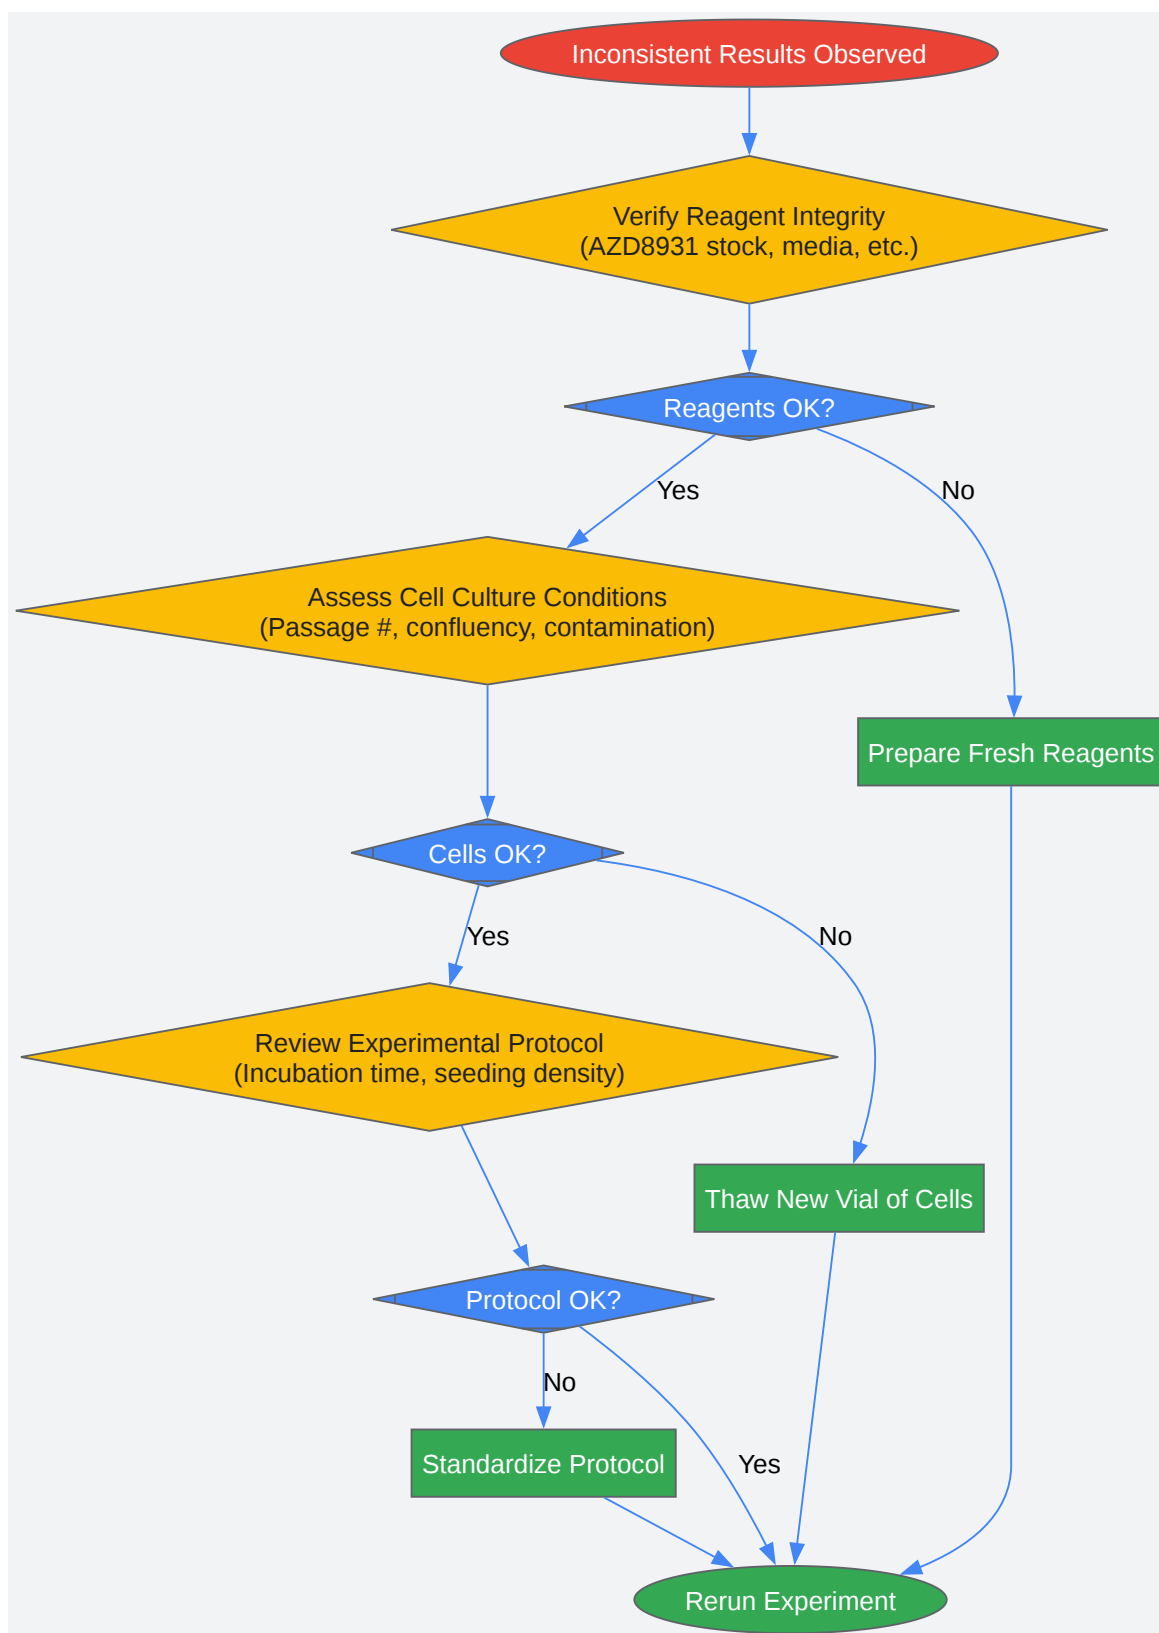 Inconsistent Results Observed
Verify Reagent Integrity
(AZD8931 stock, media, etc.)
Reagents OK?
Yes
No
Assess Cell Culture Conditions
(Passage #, confluency, contamination)
Prepare Fresh Reagents
Cells OK?
Yes
No
Review Experimental Protocol
(Incubation time, seeding density)
Thaw New Vial of Cells
Protocol OK?
No
Standardize Protocol
Yes
Rerun Experiment